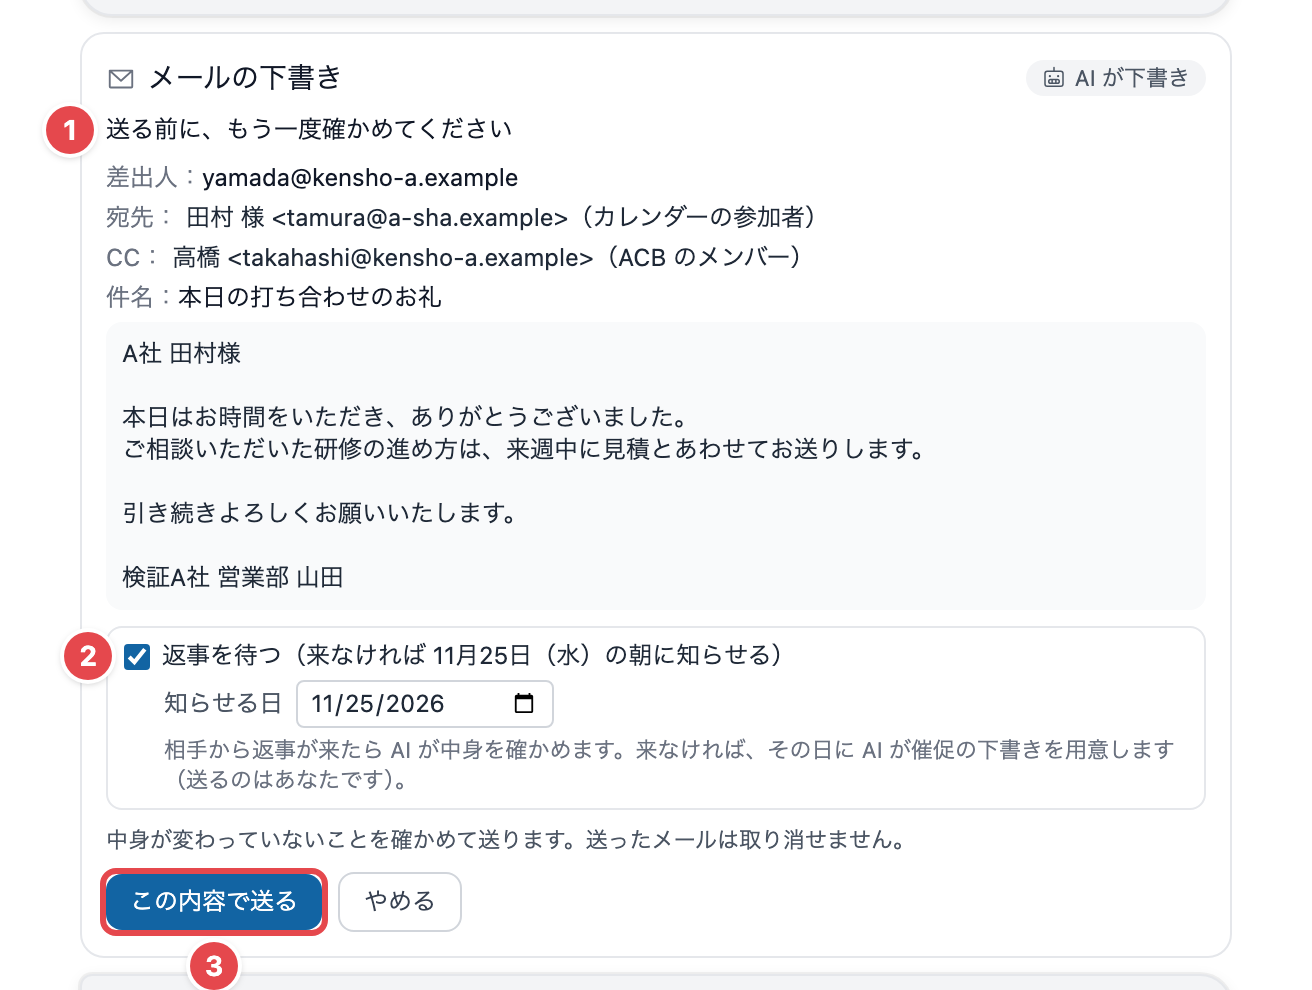 メールの下書き
AI が下書き
1
送る前に、もう一度確かめてください
差出人：yamada@kensho-a.example
宛先： 田村 様 <tamura@a-sha.example>（カレンダーの参加者）
CC： 高橋 <takahashi@kensho-a.example>（ACB のメンバー）
件名：本日の打ち合わせのお礼
A社 田村様
本日はお時間をいただき、ありがとうございました。
ご相談いただいた研修の進め方は、来週中に見積とあわせてお送りします。
引き続きよろしくお願いいたします。
検証A社 営業部 山田
2
返事を待つ（来なければ 11月25日（水）の朝に知らせる）
知らせる日 11/25/2026
相手から返事が来たら AI が中身を確かめます。来なければ、その日に AI が催促の下書きを用意します
（送るのはあなたです）。
中身が変わっていないことを確かめて送ります。送ったメールは取り消せません。
この内容で送る
やめる
3